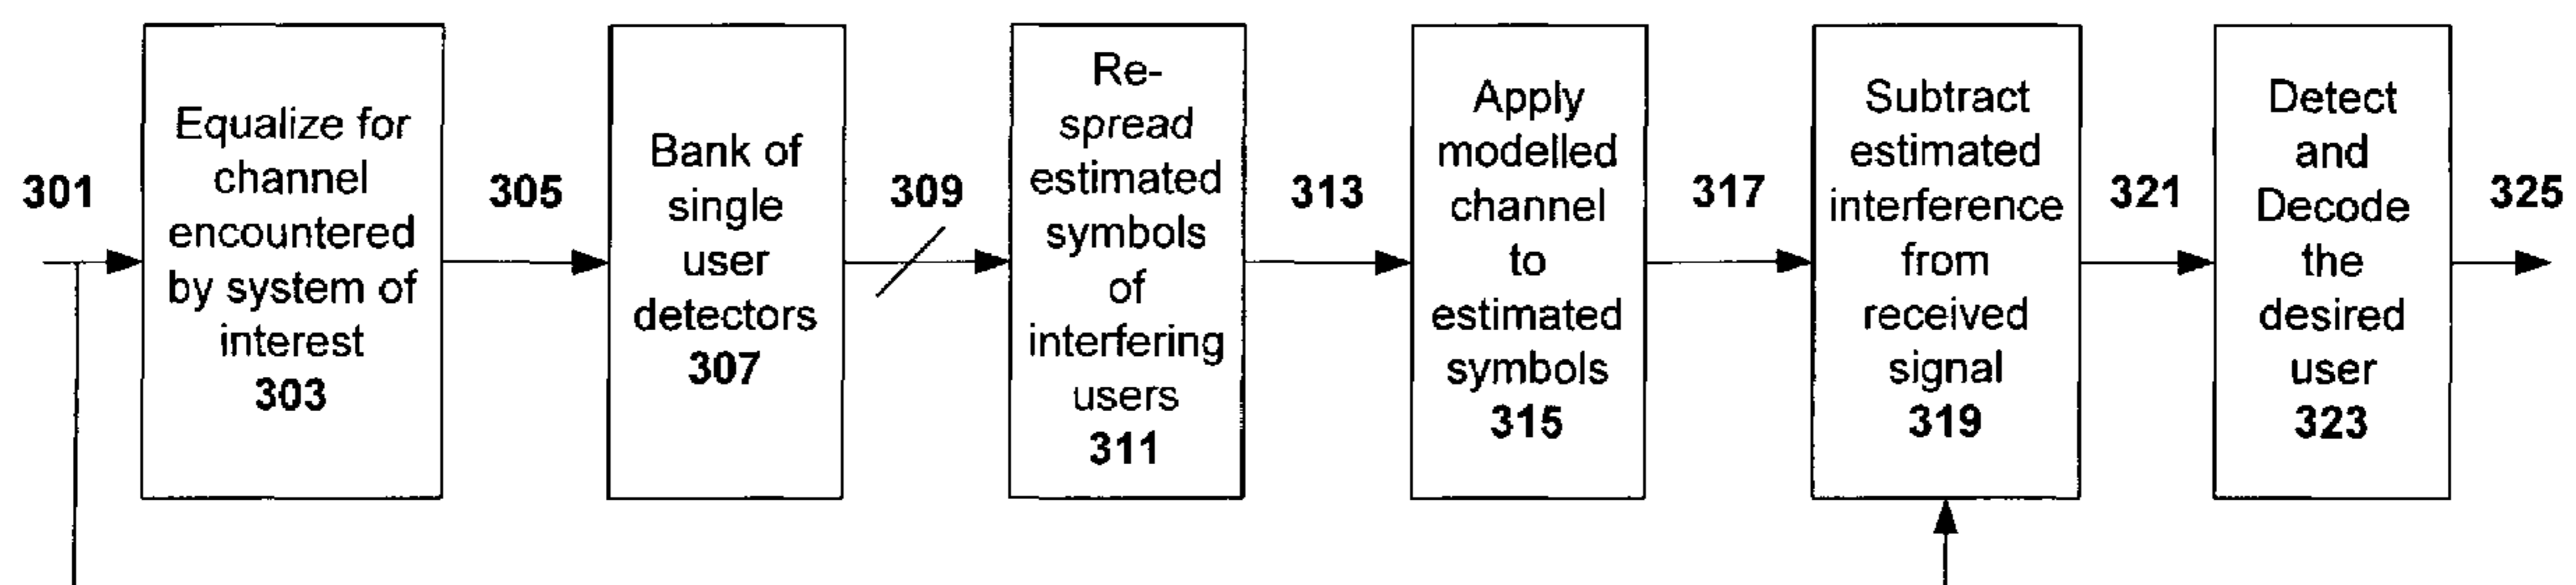 301
Equalize for
channel
encountered
by system of
interest
303
305
Bank of
single
user
detectors
307
309
Re-
spread
estimated
symbols
of
interfering
users
311
313
Apply
modelled
channel
to
estimated
symbols
315
317
Subtract
estimated
interference
from
received
signal
319
321
Detect
and
Decode
the
desired
user
323
325